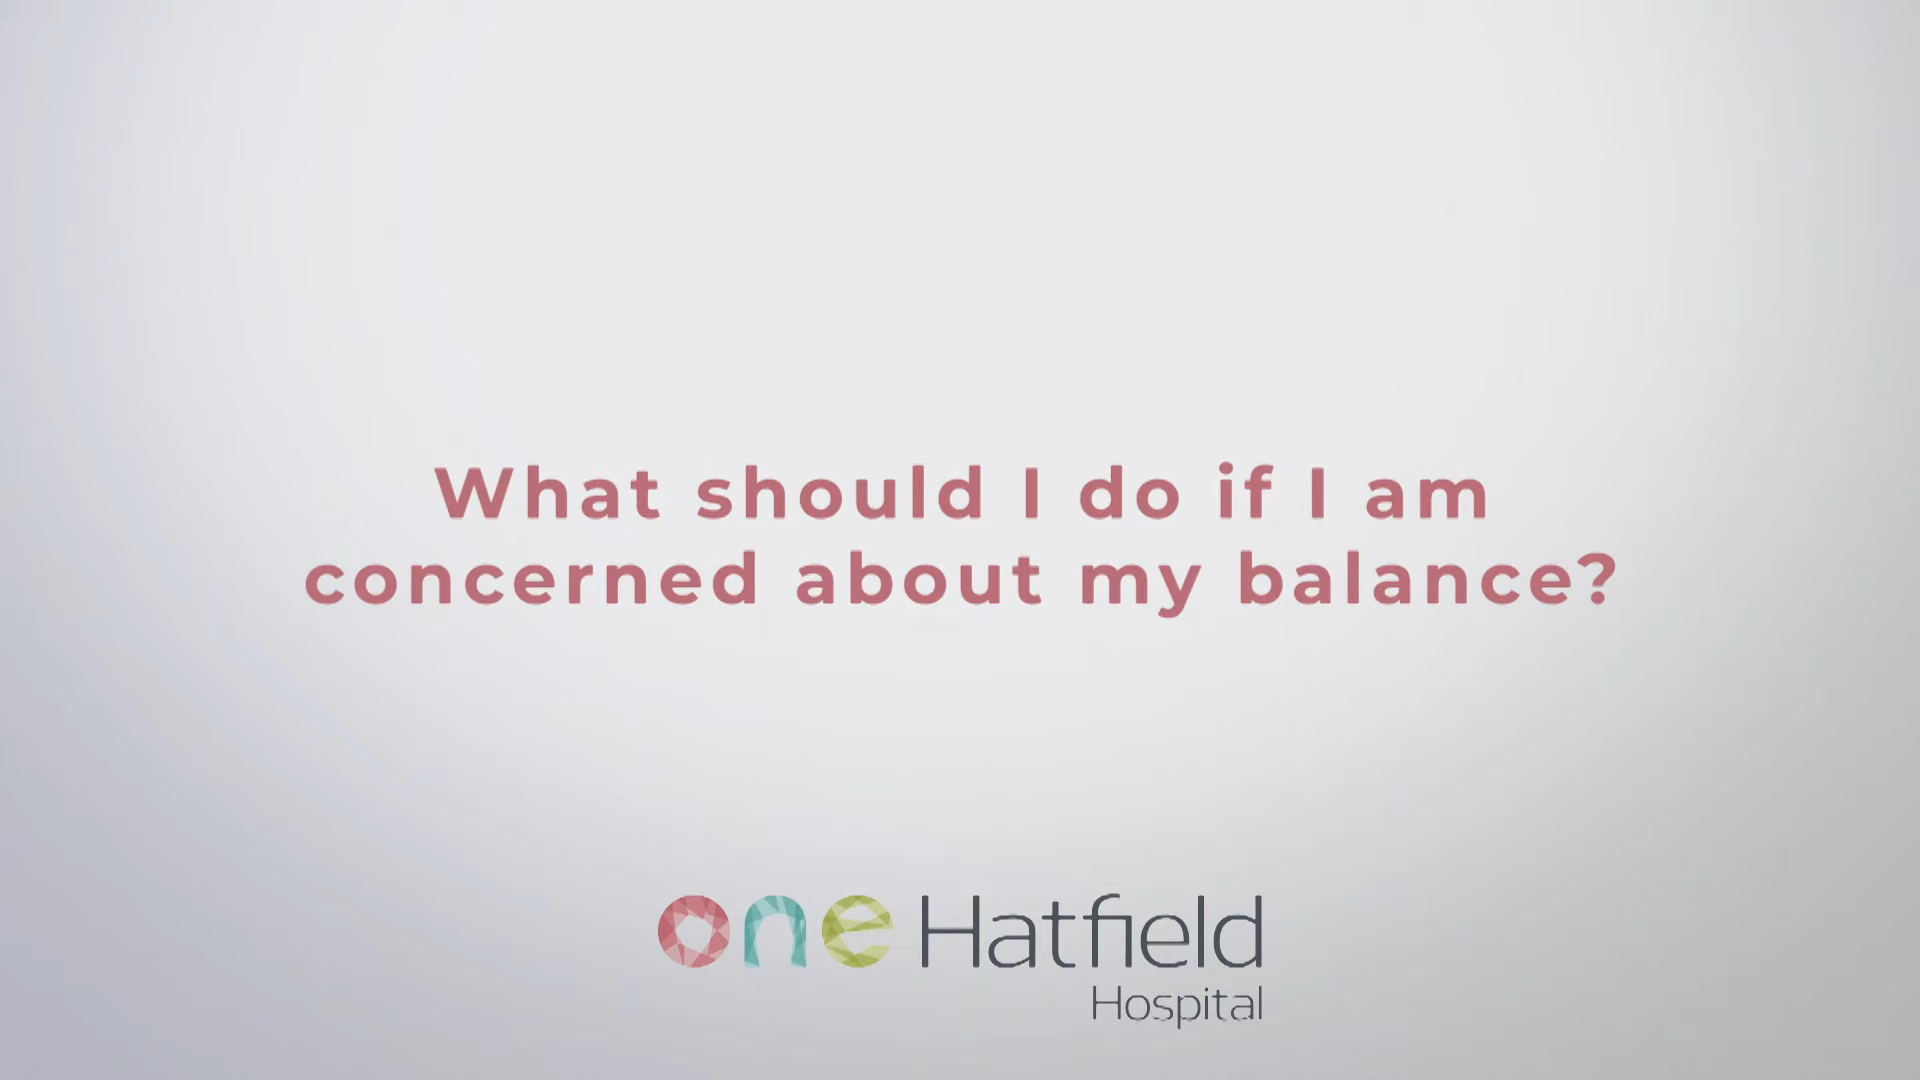 What should I do if I am
concerned about my balance?
one Hatfield
Hospital